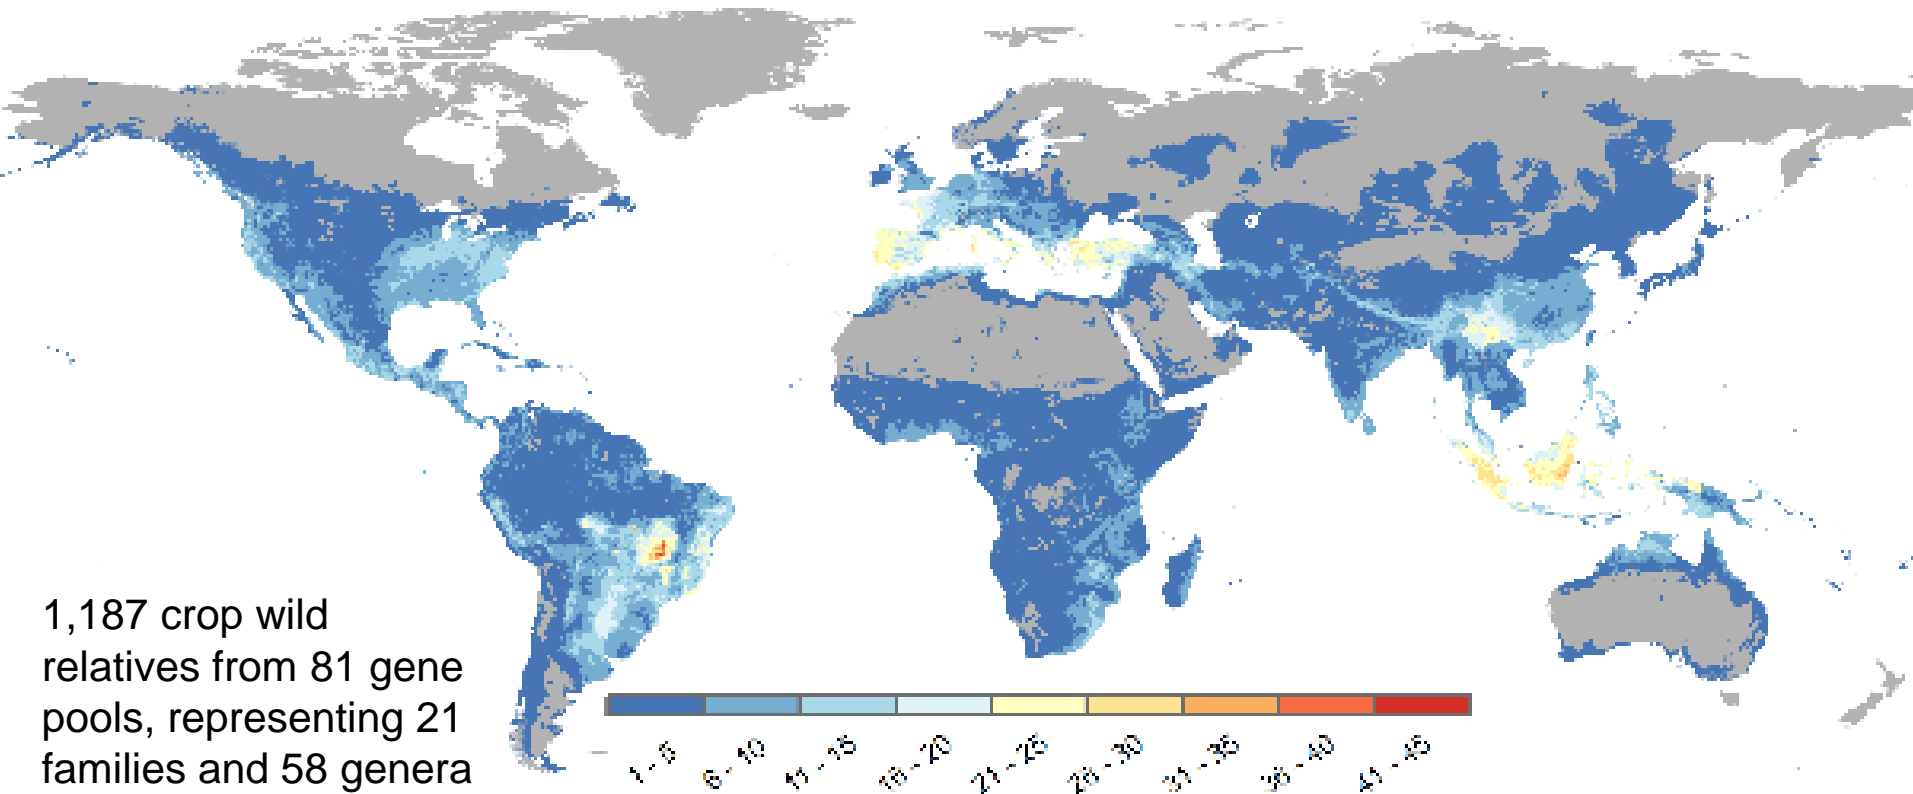 1,187 crop wild
relatives from 81 gene
pools, representing 21
families and 58 genera
1 - 5
6 - 10
11 - 15
16 - 20
21 - 25
26 - 30
31 - 35
36 - 40
41 - 45